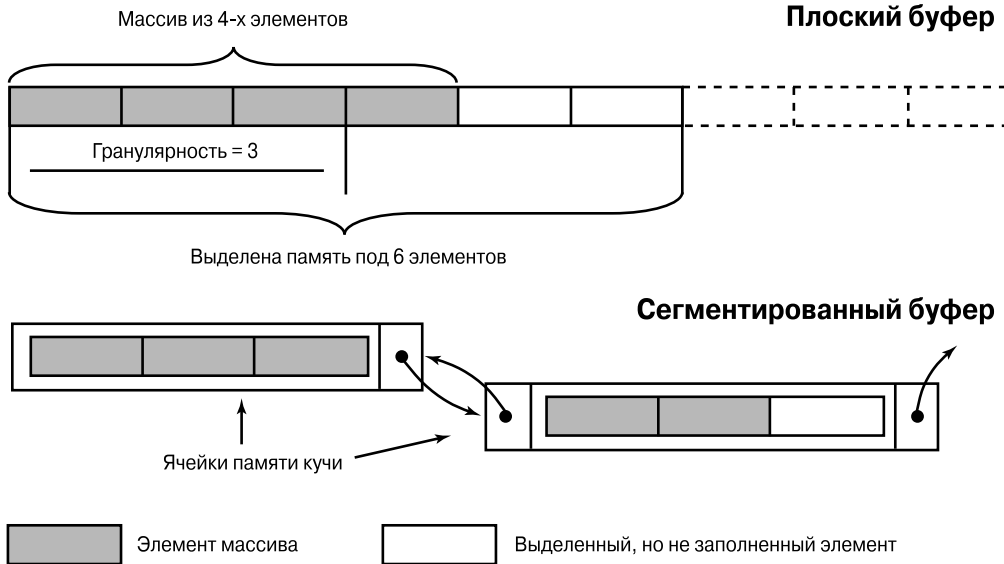 Массив из 4-х элементов
Плоский буфер
Гранулярность = 3
Выделена память под 6 элементов
Сегментированный буфер
Ячейки памяти кучи
Элемент массива
Выделенный, но не заполненный элемент